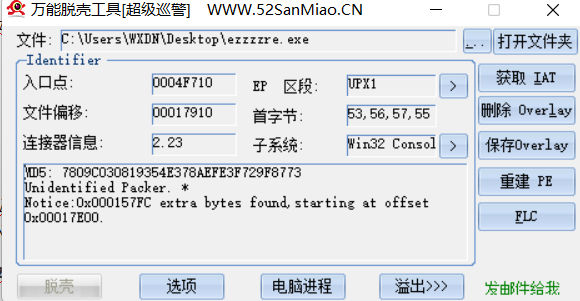 万能脱壳工具[超级巡警] WWW.52SanMiao.CN
文件: C:\Users\WXDN\Desktop\ezzzzre.exe ... 打开文件夹
Identifier
入口点: 0004F710 EP 区段: UPX1 >
获取 IAT
文件偏移: 00017910 首字节: 53,56,57,55
删除 Overlay
连接器信息: 2.23 子系统: Win32 Consol >
保存Overlay
MD5: 7809C030819354E378AEFE3F729F8773
Unidentified Packer. *
Notice:0x000157FC extra bytes found,starting at offset
0x00017E00.
重建 PE
FLC
脱壳 选项 电脑进程 溢出>>> 发邮件给我